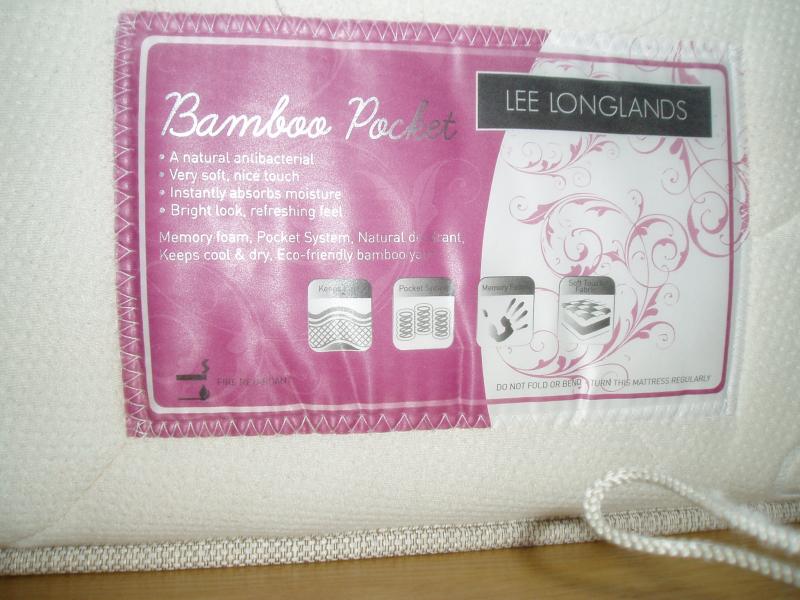 Bamboo Pocket
LEE LONGLANDS
• A natural antibacterial
• Very soft, nice touch
• Instantly absorbs moisture
• Bright look, refreshing feel
Memory foam, Pocket System, Natural
Keeps cool & dry, Eco-friendly bamboo
Keeps
Pocket System
Memory Foam
Soft Touch
Fabric
FIRE RETARDANT
DO NOT FOLD OR BEND - TURN THIS MATTRESS REGULARLY